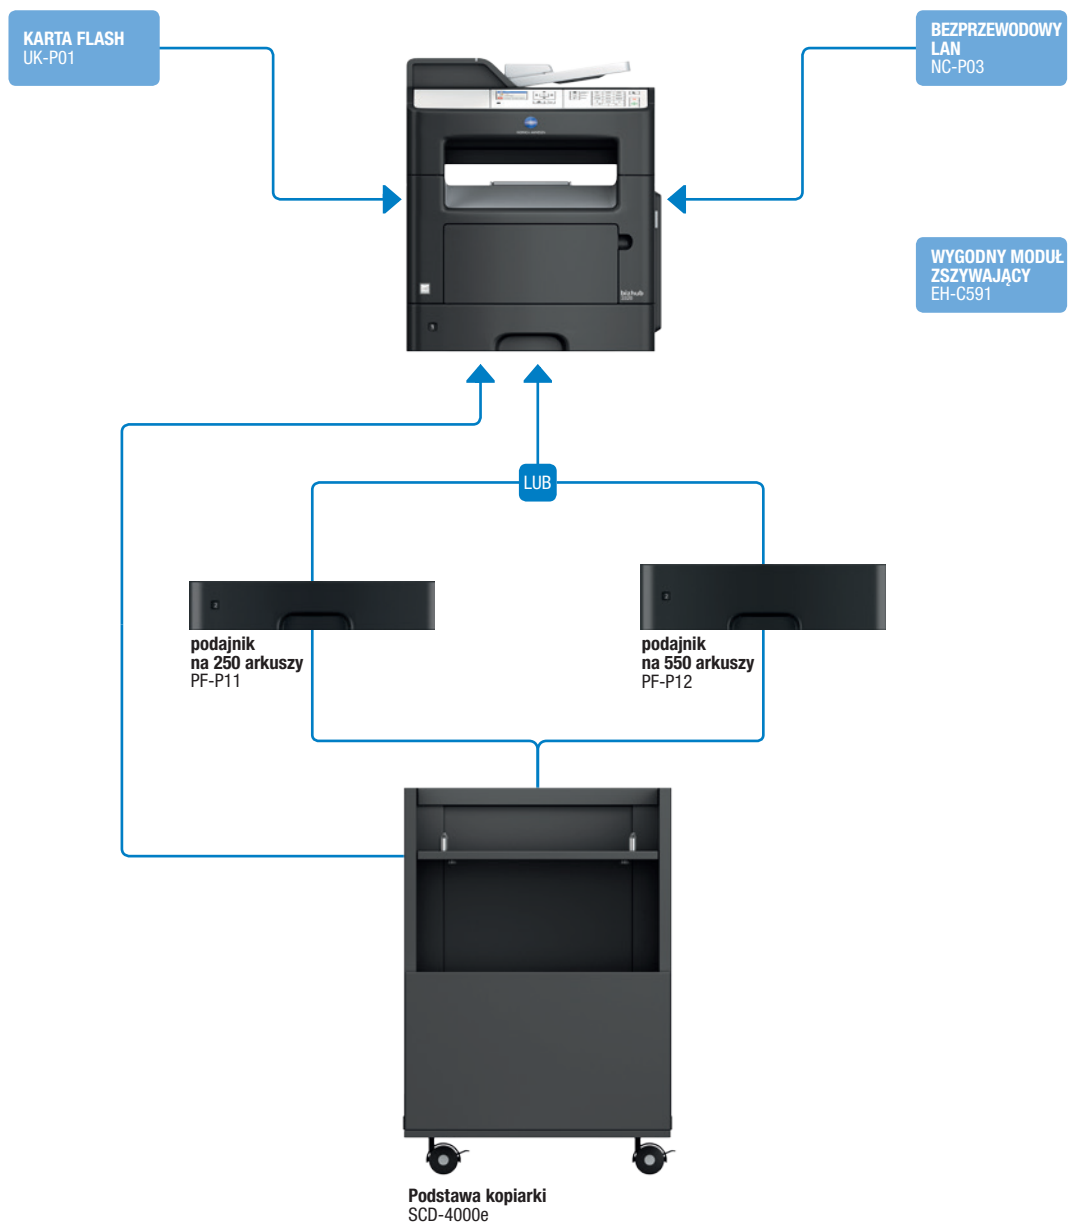 KARTA FLASH
UK-P01
BEZPRZEWODOWY
LAN
NC-P03
WYGODNY MODUŁ
ZSZYWAJĄCY
EH-C591
bizhub
LUB
podajnik
na 250 arkuszy
PF-P11
podajnik
na 550 arkuszy
PF-P12
Podstawa kopiarki
SCD-4000e